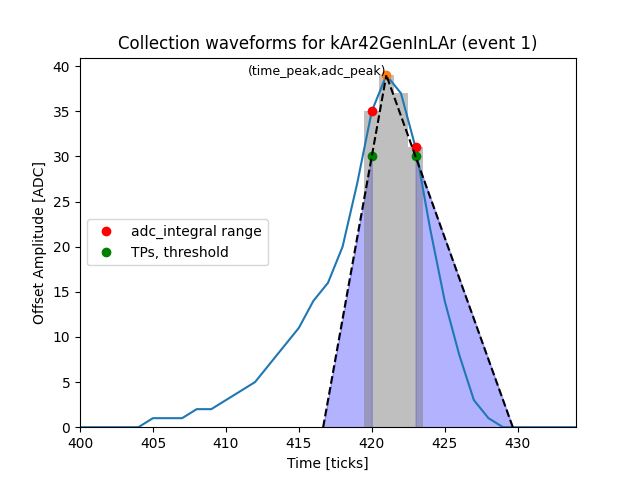 Collection waveforms for kAr42GenInLAr (event 1)
(time_peak,adc_peak)
40
35
30
25
20
15
10
5
0
Offset Amplitude [ADC]
adc_integral range
TPs, threshold
400 405 410 415 420 425 430
Time [ticks]